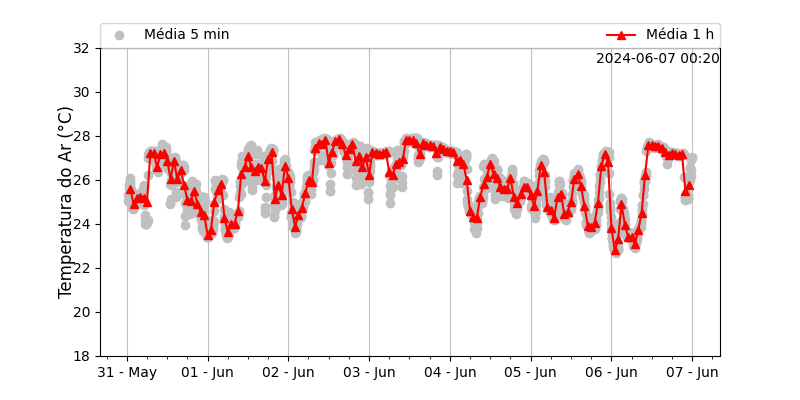 Média 5 min
Média 1 h
2024-06-07 00:20
Temperatura do Ar (°C)
32
30
28
26
24
22
20
18
31 - May
01 - Jun
02 - Jun
03 - Jun
04 - Jun
05 - Jun
06 - Jun
07 - Jun